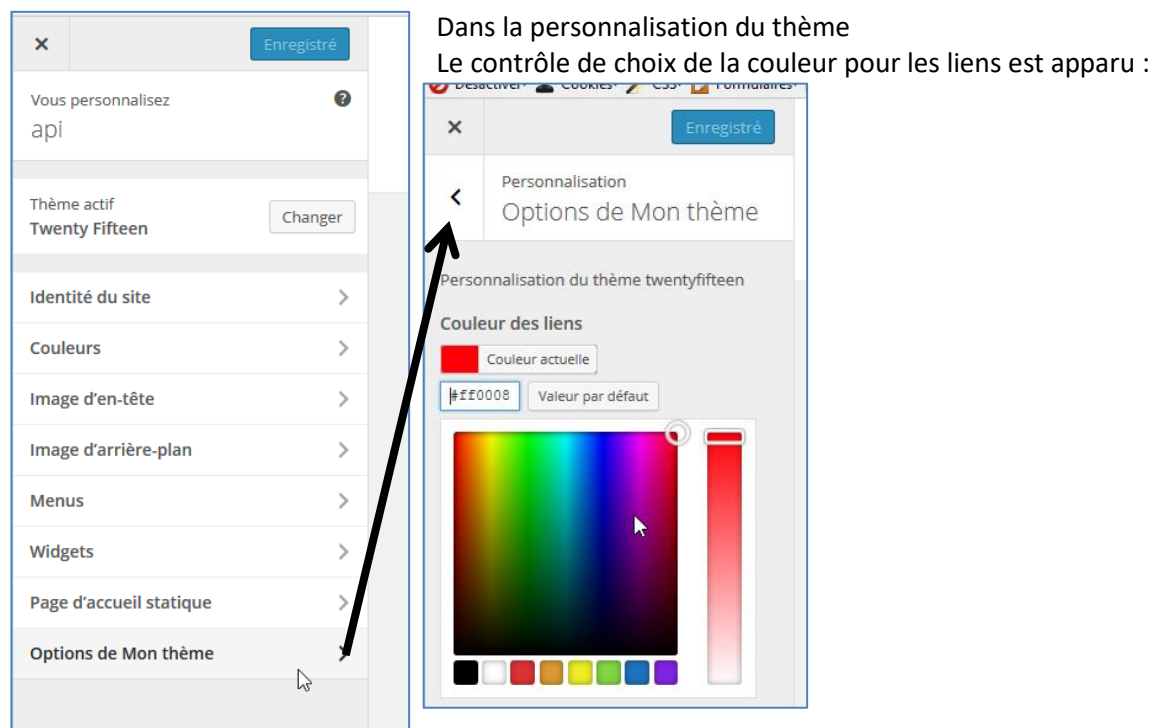 Dans la personnalisation du thème
Le contrôle de choix de la couleur pour les liens est apparu :
Enregistré
Vous personnalisez
api
Thème actif
Twenty Fifteen
Changer
Identité du site
Couleurs
Image d’en-tête
Image d’arrière-plan
Menus
Widgets
Page d’accueil statique
Options de Mon thème
Désactiver Cookies CSS Formulaires
Enregistré
Personnalisation
Options de Mon thème
Personnalisation du thème twentyfifteen
Couleur des liens
Couleur actuelle
#ff0008
Valeur par défaut